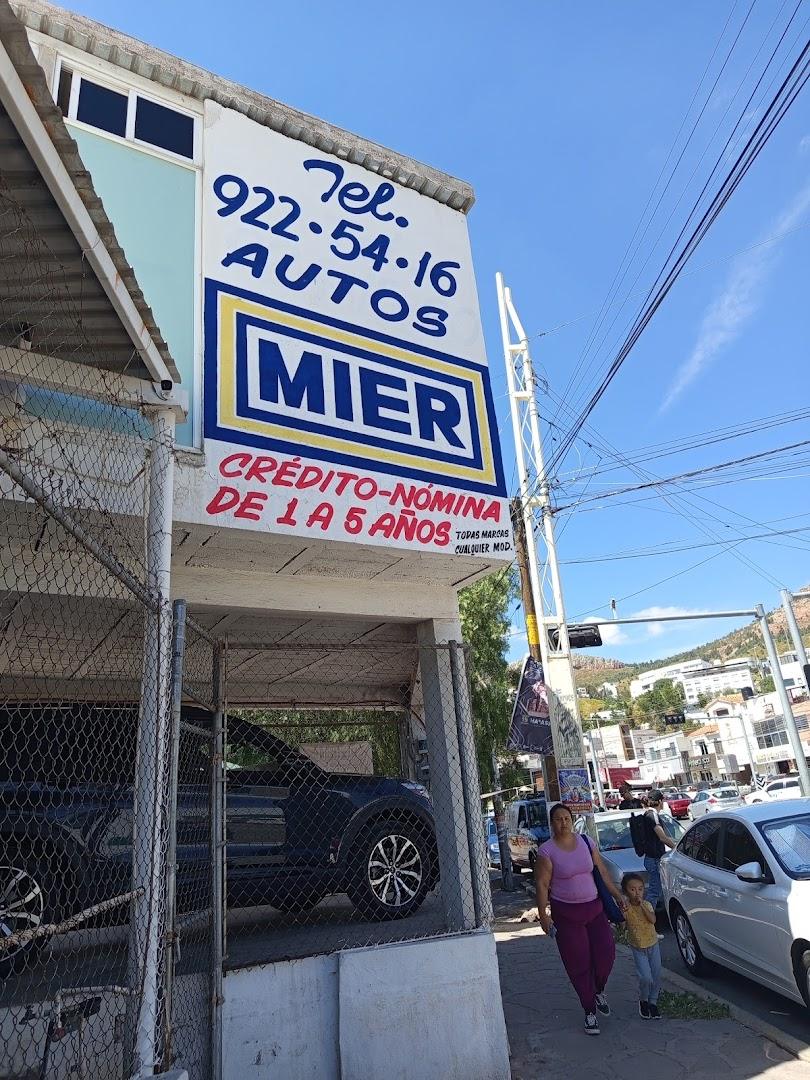 Tel.
922·54·16
AUTOS
MIER
CRÉDITO-NÓMINA
DE 1 A 5 AÑOS
TODAS MARCAS
CUALQUIER MOD.